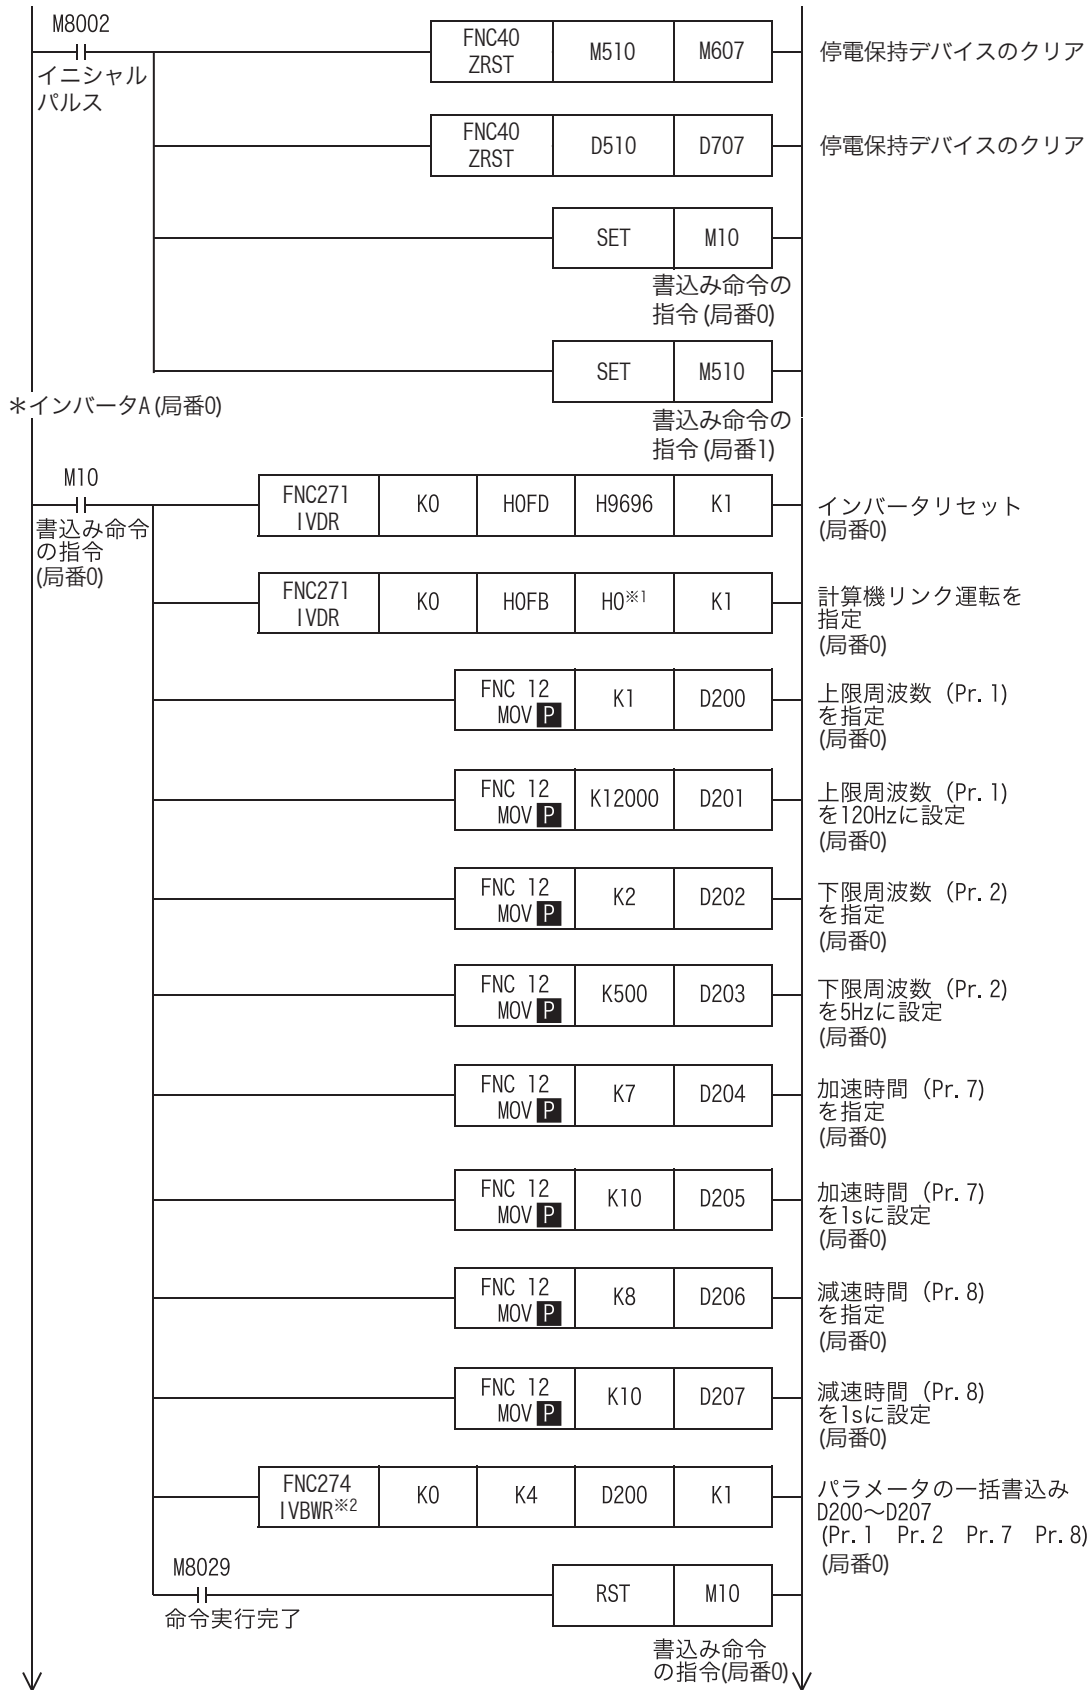 M8002
イニシャル
パルス
FNC40
ZRST
M510
M607
停電保持デバイスのクリア
FNC40
ZRST
D510
D707
停電保持デバイスのクリア
SET
M10
書込み命令の
指令(局番0)
SET
M510
書込み命令の
指令(局番1)
*インバータA(局番0)
M10
書込み命令
の指令
(局番0)
FNC271
IVDR
K0
H0FD
H9696
K1
インバータリセット
(局番0)
FNC271
IVDR
K0
H0FB
H0※1
K1
計算機リンク運転を
指定
(局番0)
FNC 12
MOV P
K1
D200
上限周波数(Pr.1)
を指定
(局番0)
FNC 12
MOV P
K12000
D201
上限周波数(Pr.1)
を120Hzに設定
(局番0)
FNC 12
MOV P
K2
D202
下限周波数(Pr.2)
を指定
(局番0)
FNC 12
MOV P
K500
D203
下限周波数(Pr.2)
を5Hzに設定
(局番0)
FNC 12
MOV P
K7
D204
加速時間(Pr.7)
を指定
(局番0)
FNC 12
MOV P
K10
D205
加速時間(Pr.7)
を1sに設定
(局番0)
FNC 12
MOV P
K8
D206
減速時間(Pr.8)
を指定
(局番0)
FNC 12
MOV P
K10
D207
減速時間(Pr.8)
を1sに設定
(局番0)
FNC274
IVBWR※2
K0
K4
D200
K1
パラメータの一括書込み
D200～D207
(Pr.1 Pr.2 Pr.7 Pr.8)
(局番0)
M8029
命令実行完了
RST
M10
書込み命令
の指令(局番0)